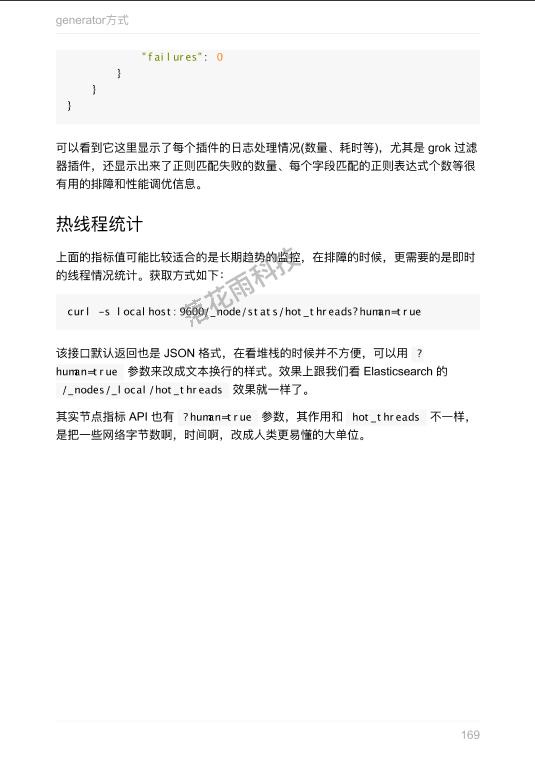 generator方式
"failures": 0
}
}
}
可以看到它这里显示了每个插件的日志处理情况(数量、耗时等)，尤其是 grok 过滤
器插件，还显示出来了正则匹配失败的数量、每个字段匹配的正则表达式个数等很
有用的排障和性能调优信息。
热线程统计
上面的指标值可能比较适合的是长期趋势的监控，在排障的时候，更需要的是即时
的线程情况统计。获取方式如下：
curl -s localhost:9600/_node/stats/hot_threads?human=true
该接口默认返回也是 JSON 格式，在看堆栈的时候并不方便，可以用 ?
human=true 参数来改成文本换行的样式。效果上跟我们看 Elasticsearch 的
/_nodes/_local/hot_threads 效果就一样了。
其实节点指标 API 也有 ?human=true 参数，其作用和 hot_threads 不一样，
是把一些网络字节数啊，时间啊，改成人类更易懂的大单位。
落花雨科技
169